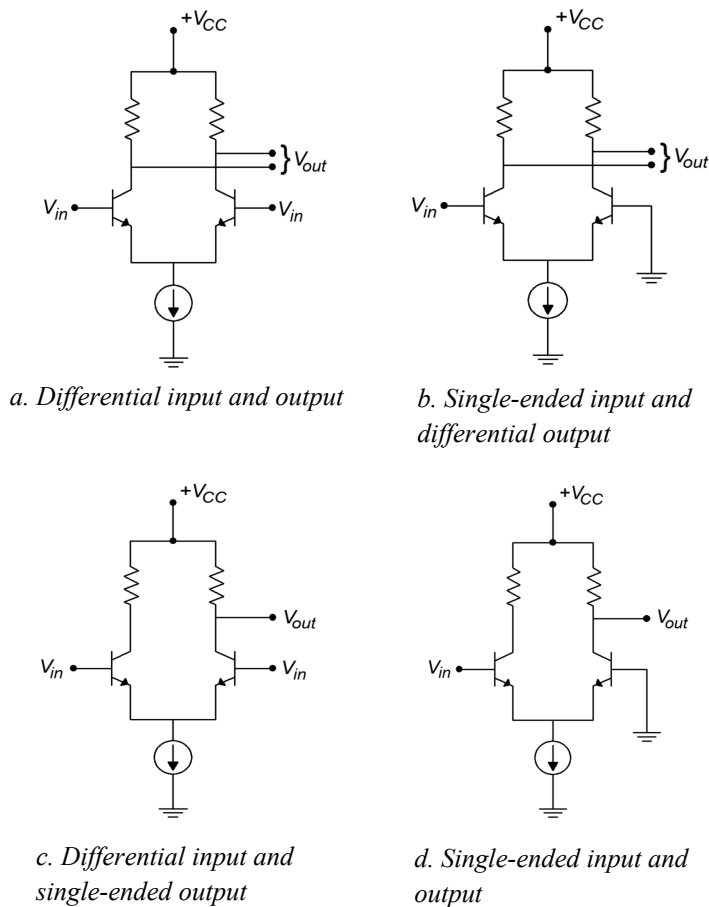 +VCC
+VCC
} Vout
} Vout
Vin
Vin
Vin
a. Differential input and output
b. Single-ended input and
differential output
+VCC
+VCC
Vout
Vout
Vin
Vin
Vin
c. Differential input and
single-ended output
d. Single-ended input and
output